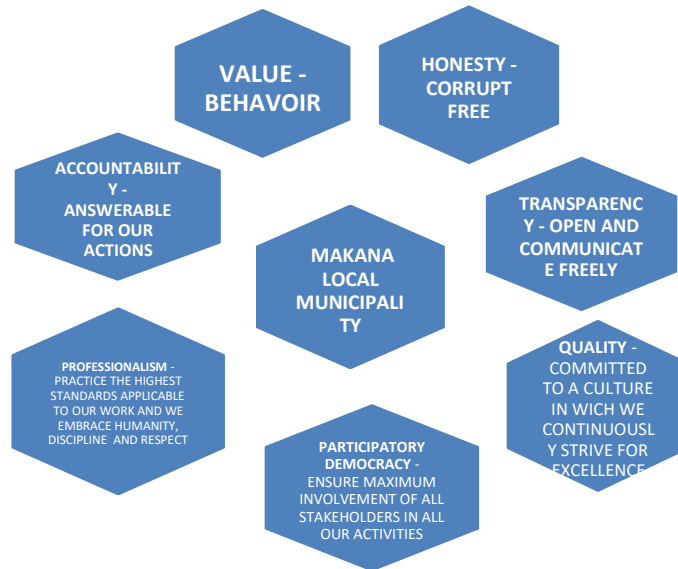 VALUE -
BEHAVOIR
HONESTY -
CORRUPT
FREE
ACCOUNTABILIT
Y -
ANSWERABLE
FOR OUR
ACTIONS
TRANSPARENC
Y - OPEN AND
COMMUNICAT
E FREELY
MAKANA
LOCAL
MUNICIPALI
TY
PROFESSIONALISM -
PRACTICE THE HIGHEST
STANDARDS APPLICABLE
TO OUR WORK AND WE
EMBRACE HUMANITY,
DISCIPLINE AND RESPECT
QUALITY -
COMMITTED
TO A CULTURE
IN WICH WE
CONTINUOUSL
Y STRIVE FOR
EXCELLENCE
PARTICIPATORY
DEMOCRACY -
ENSURE MAXIMUM
INVOLVEMENT OF ALL
STAKEHOLDERS IN ALL
OUR ACTIVITIES